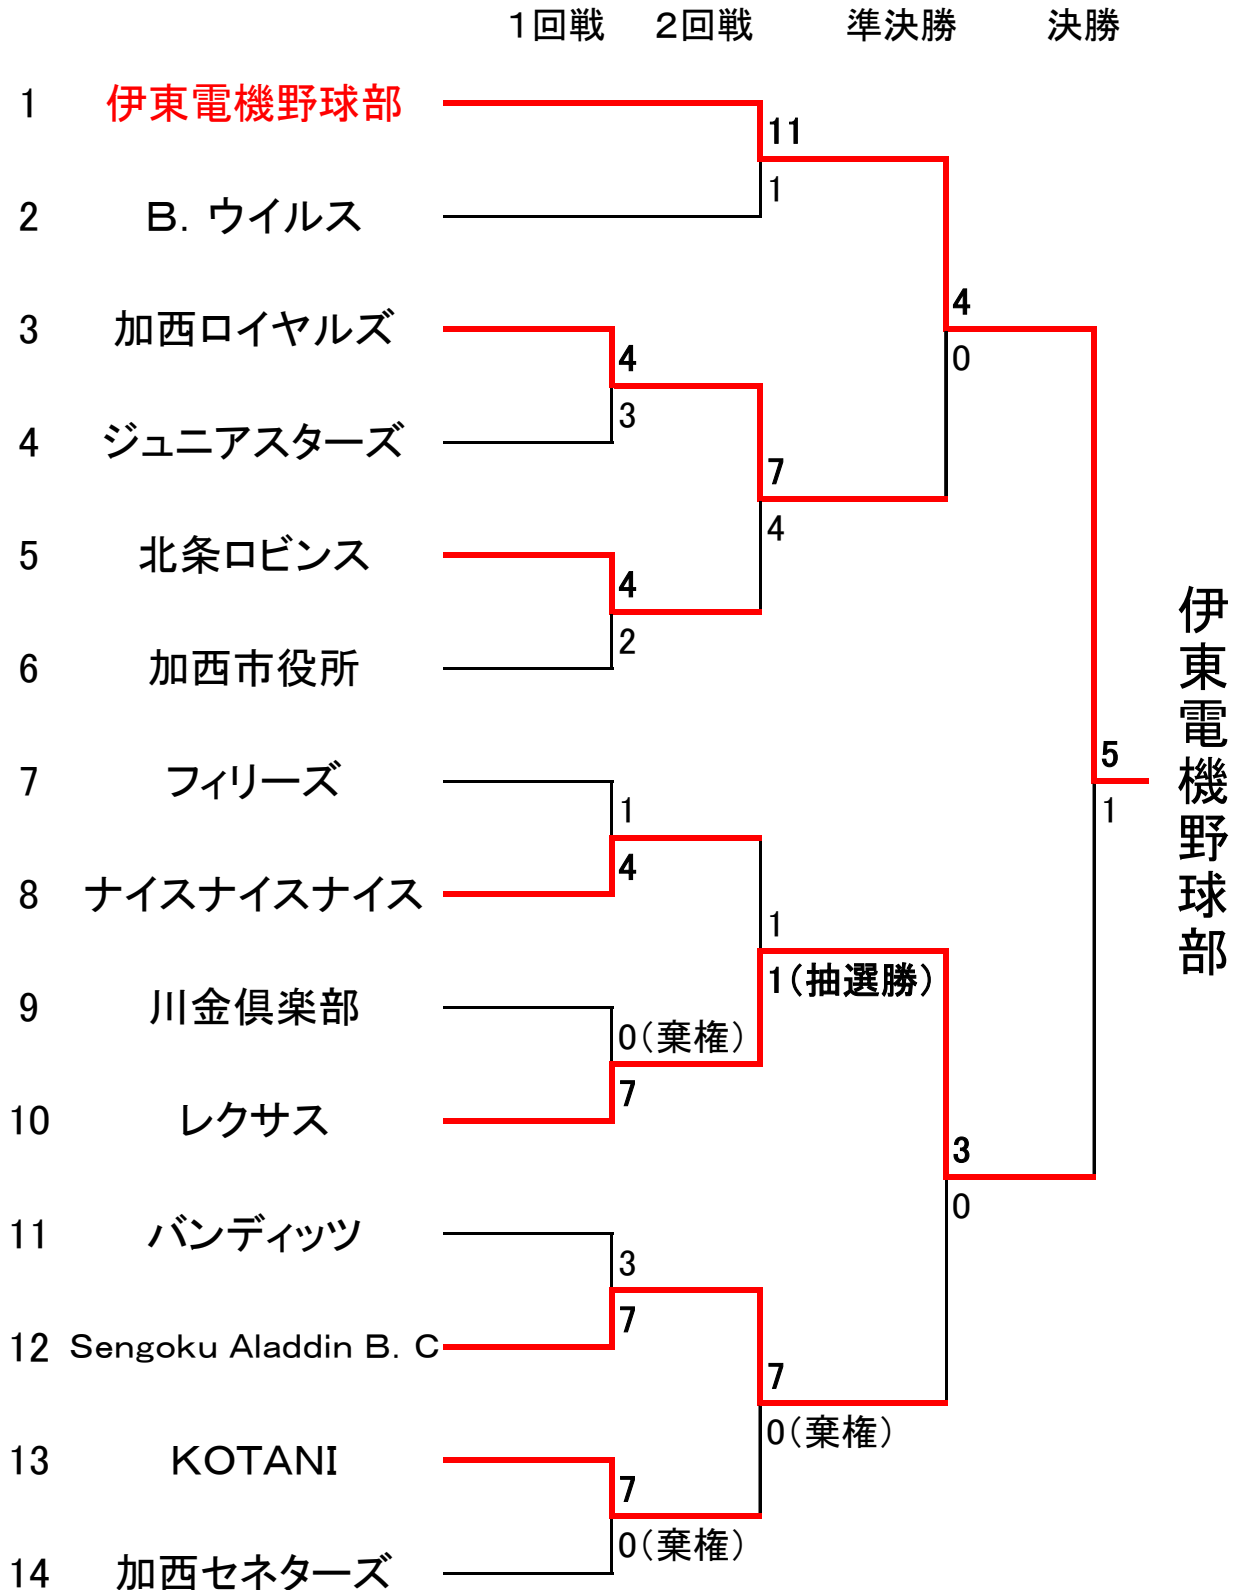 1回戦 2回戦 準決勝 決勝
1 伊東電機野球部
11
1
2 B. ウイルス
3 加西ロイヤルズ
4
0
4
3
4 ジュニアスターズ
7
4
5 北条ロビンス
4
2
6 加西市役所
伊東電機野球部
5
1
7 フィリーズ
1
4
8 ナイスナイスナイス
1
1(抽選勝)
9 川金倶楽部
0(棄権)
7
10 レクサス
3
0
11 バンディッツ
3
7
12 Sengoku Aladdin B. C
7
0(棄権)
13 KOTANI
7
0(棄権)
14 加西セネターズ